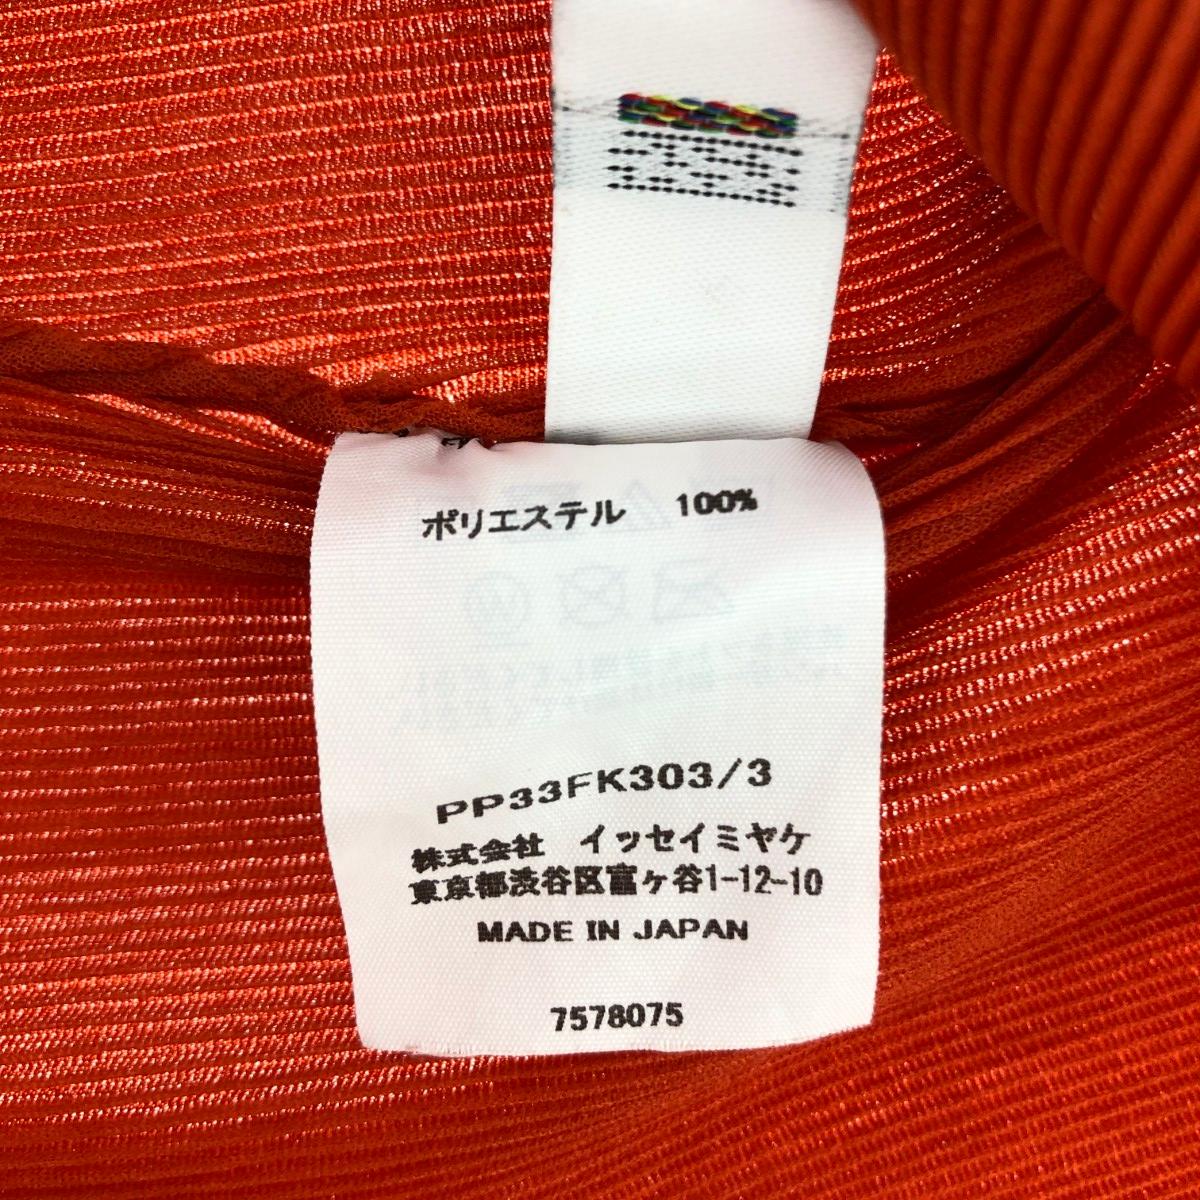 ポリエステル 100%
PP33FK303/3
株式会社 イッセイミヤケ
東京都渋谷区富ヶ谷1-12-10
MADE IN JAPAN
7578075